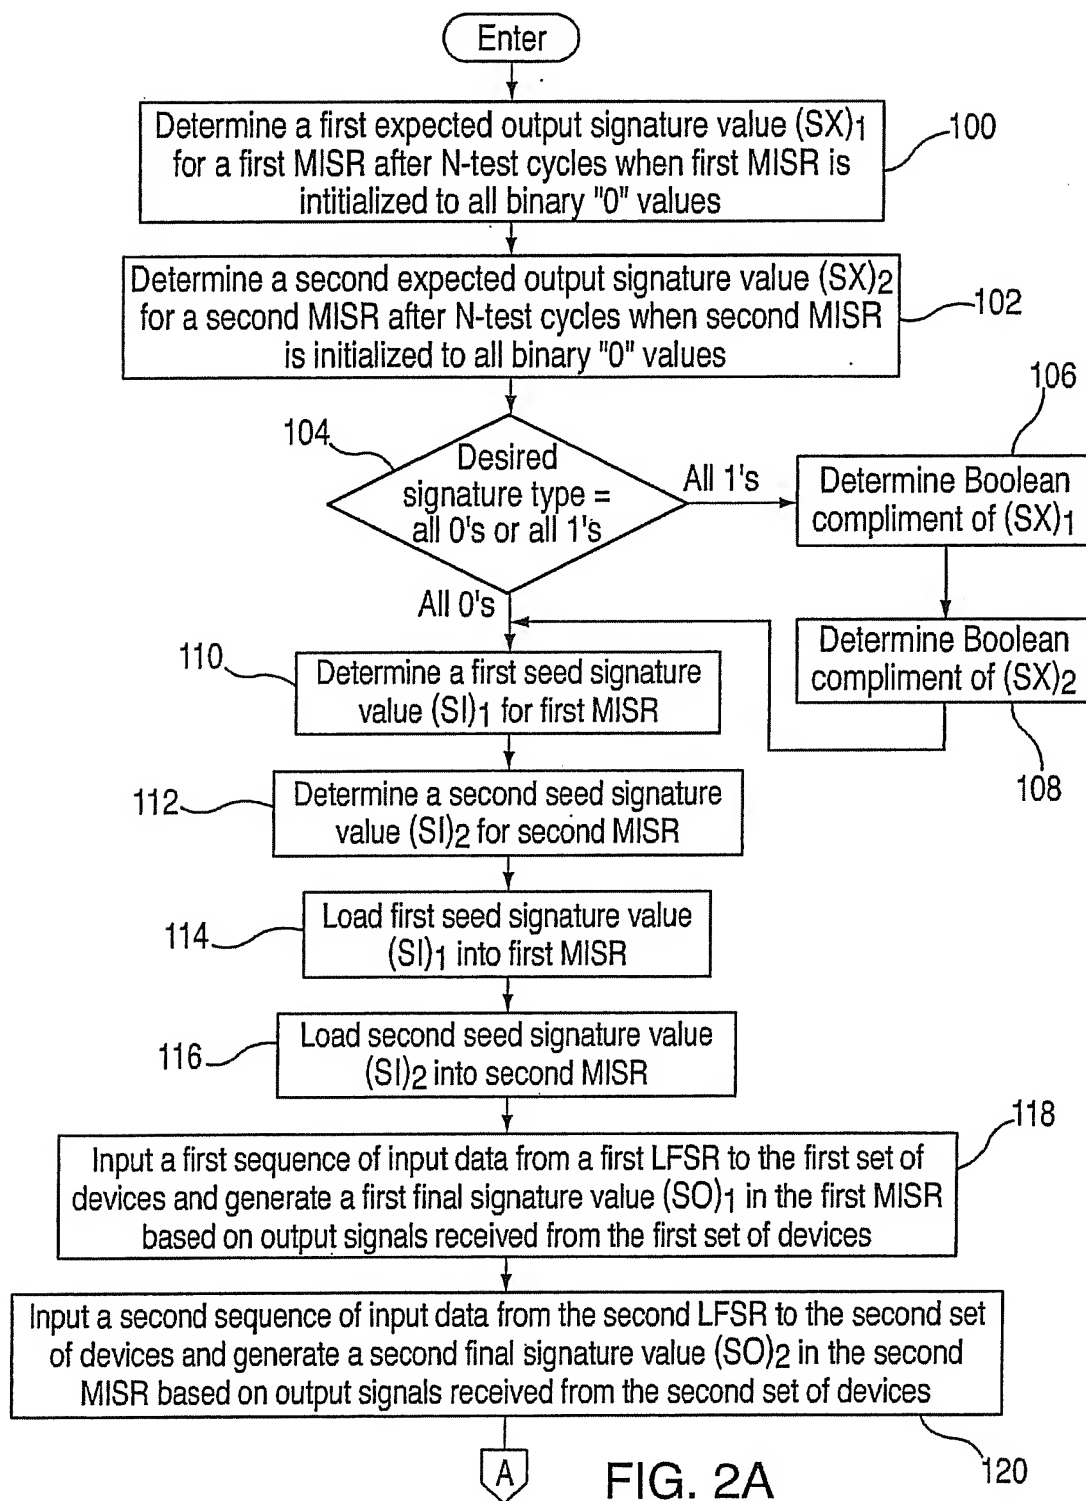 Enter
Determine a first expected output signature value (SX)1
for a first MISR after N-test cycles when first MISR is
intitialized to all binary "0" values
100
Determine a second expected output signature value (SX)2
for a second MISR after N-test cycles when second MISR
is initialized to all binary "0" values
102
104
Desired
signature type =
all 0's or all 1's
All 1's
106
Determine Boolean
compliment of (SX)1
All 0's
Determine Boolean
compliment of (SX)2
108
110
Determine a first seed signature
value (SI)1 for first MISR
112
Determine a second seed signature
value (SI)2 for second MISR
114
Load first seed signature value
(SI)1 into first MISR
116
Load second seed signature value
(SI)2 into second MISR
118
Input a first sequence of input data from a first LFSR to the first set of
devices and generate a first final signature value (SO)1 in the first MISR
based on output signals received from the first set of devices
Input a second sequence of input data from the second LFSR to the second set
of devices and generate a second final signature value (SO)2 in the second
MISR based on output signals received from the second set of devices
120
A
FIG. 2A